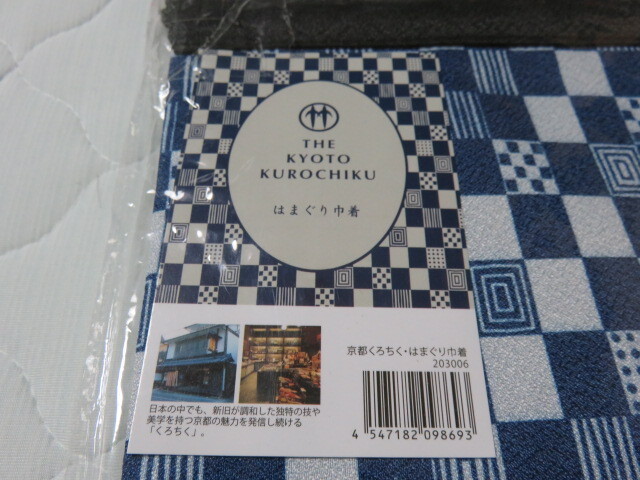 THE
KYOTO
KUROCHIKU
はまぐり巾着
京都くろちく・はまぐり巾着
203006
日本の中でも、新旧が調和した独特の技や
美学を持つ京都の魅力を発信し続ける
「くろちく」。
4 547182 098693